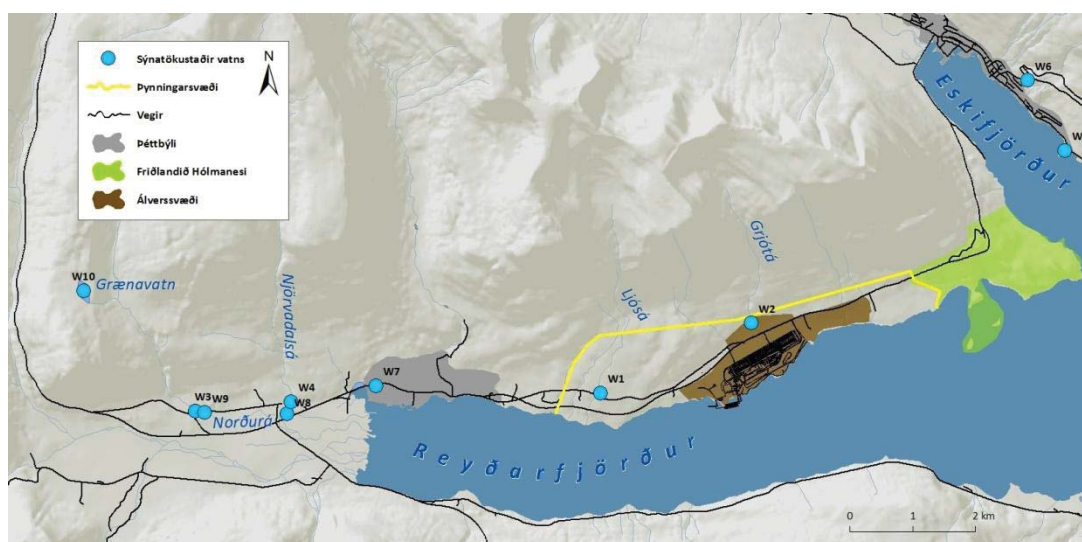 Sýnatökustaðir vatns
Þynningarsvæði
Vegir
Þéttbýli
Friðlandið Hólmanesi
Álverssvæði
N
W6
W
Eskifjörður
Grjótá
Ljósá
Njörvadalsá
W10
Grænavatn
W2
W1
W7
W4
W3
W9
W8
Norðurá
Reyðarfjörður
0 1 2 km